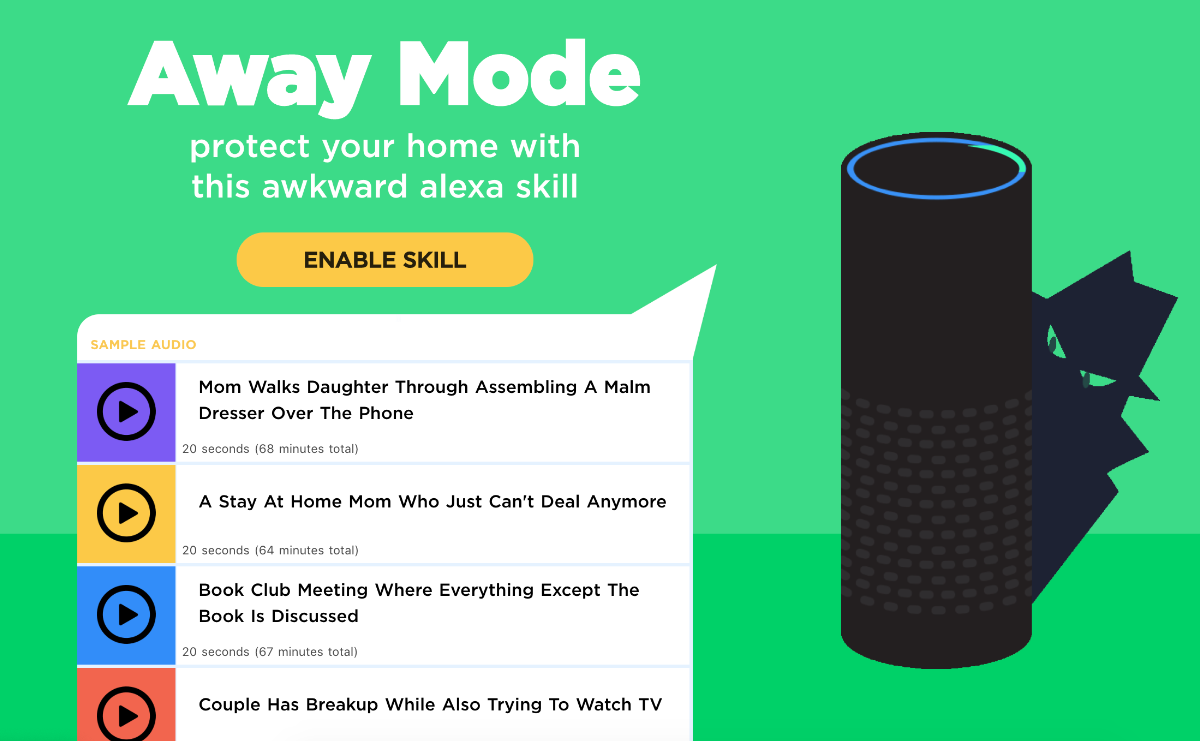 Away Mode
protect your home with
this awkward alexa skill
ENABLE SKILL
SAMPLE AUDIO
Mom Walks Daughter Through Assembling A Malm
Dresser Over The Phone
20 seconds (68 minutes total)
A Stay At Home Mom Who Just Can't Deal Anymore
20 seconds (64 minutes total)
Book Club Meeting Where Everything Except The
Book Is Discussed
20 seconds (67 minutes total)
Couple Has Breakup While Also Trying To Watch TV